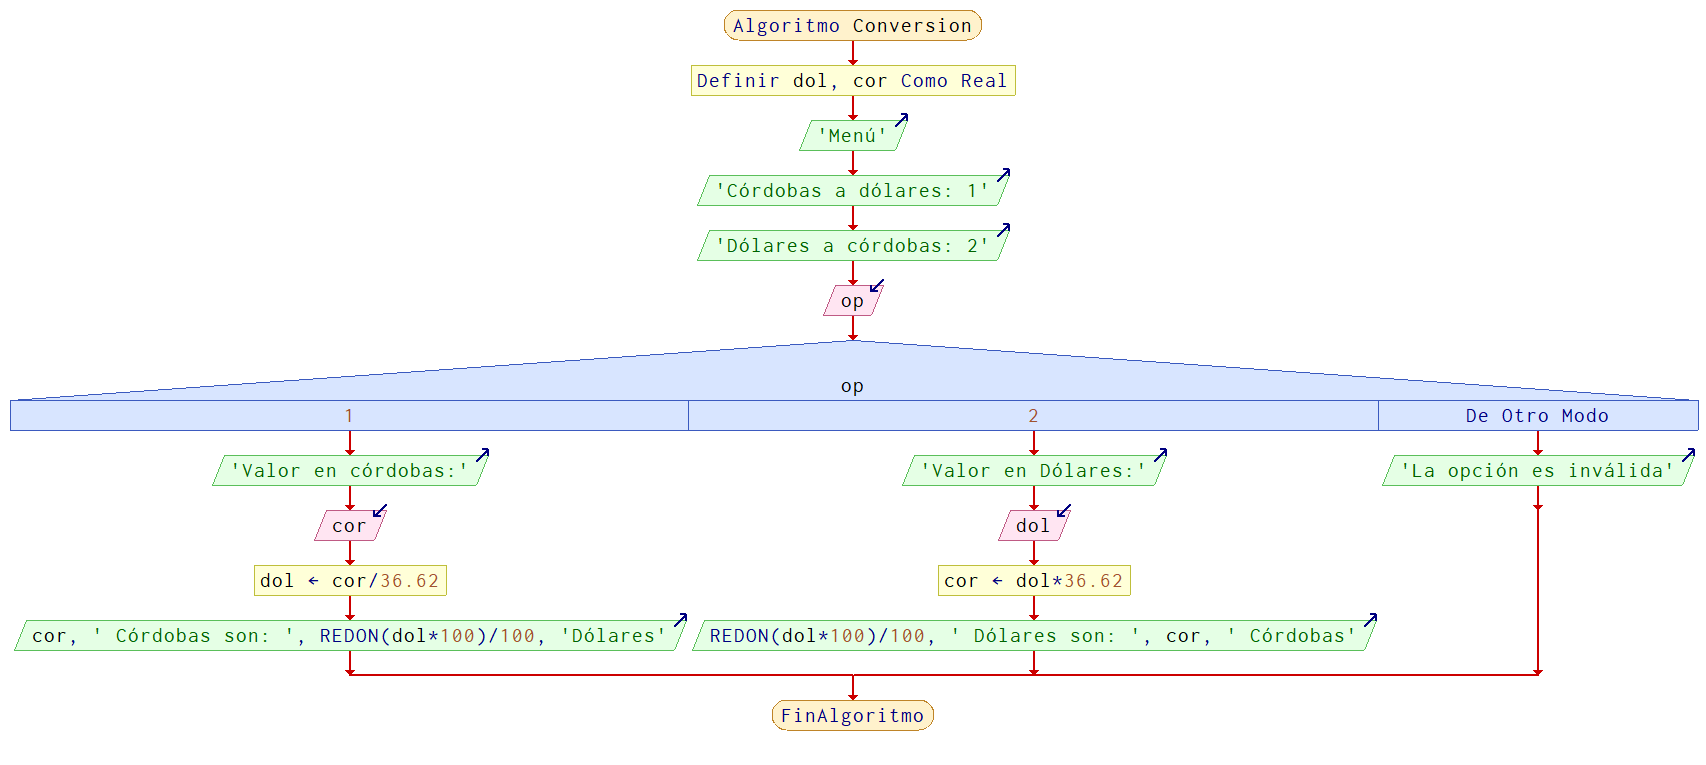 Algoritmo Conversion
Definir dol, cor Como Real
'Menú'
'Córdobas a dólares: 1'
'Dólares a córdobas: 2'
op
op
1
2
De Otro Modo
'Valor en córdobas:'
'Valor en Dólares:'
'La opción es inválida'
cor
dol
dol ← cor/36.62
cor ← dol*36.62
cor, ' Córdobas son: ', REDON(dol*100)/100, 'Dólares'
REDON(dol*100)/100, ' Dólares son: ', cor, ' Córdobas'
FinAlgoritmo